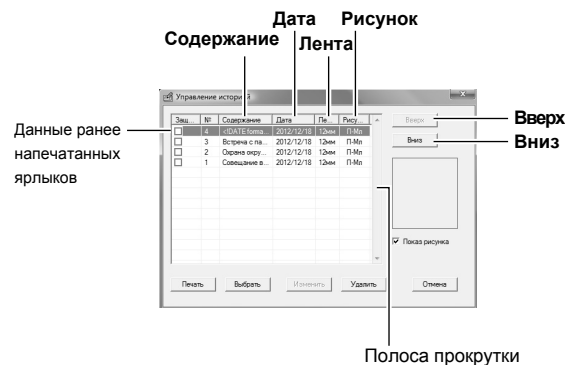 Дата
Рисунок
Содержание
Лента
Управление историей
Защ... № Содержание Дата Ле... Рису...
4 <!DATE forma... 2012/12/18 12мм П-Мл
3 Встреча с па... 2012/12/18 12мм П-Мл
2 Охрана окру... 2012/12/18 12мм П-Мл
1 Совещание в... 2012/12/18 12мм П-Мл
Вверх
Вниз
Показ рисунка
Печать Выбрать Изменить Удалить Отмена
Данные ранее
напечатанных
ярлыков
Вверх
Вниз
Полоса прокрутки